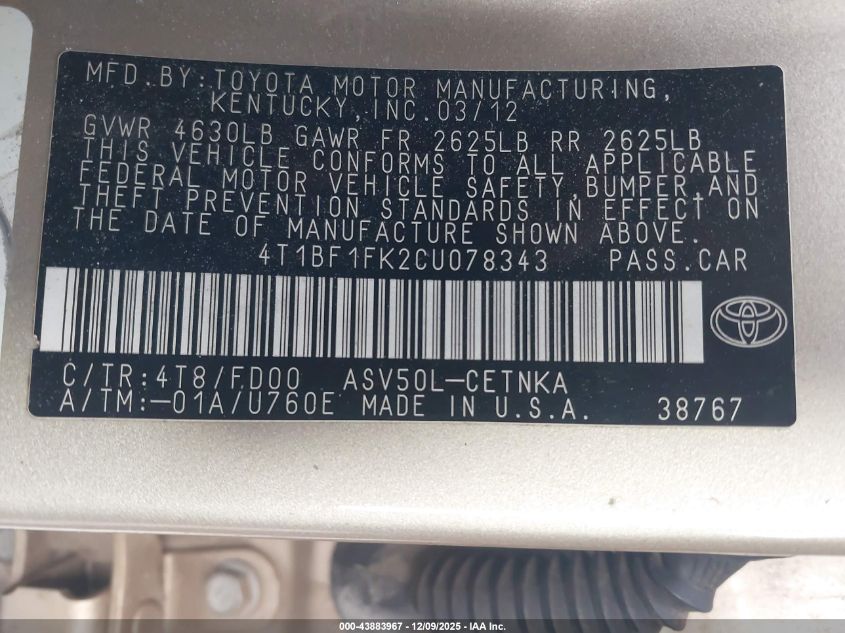 MFD.BY:TOYOTA MOTOR MANUFACTURING,
KENTUCKY,INC.03/12
GVWR 4630LB GAWR FR 2625LB RR 2625LB
THIS VEHICLE CONFORMS TO ALL APPLICABLE
FEDERAL MOTOR VEHICLE SAFETY,BUMPER,AND
THEFT PREVENTION STANDARDS IN EFFECT ON
THE DATE OF MANUFACTURE SHOWN ABOVE.
4T1BF1FK2CU078343 PASS.CAR
C/TR:4T8/FD00 ASV50L-CETNKA
A/TM:-01A/U760E MADE IN U.S.A. 38767
000-43883967 - 12/09/2025 - IAA Inc.